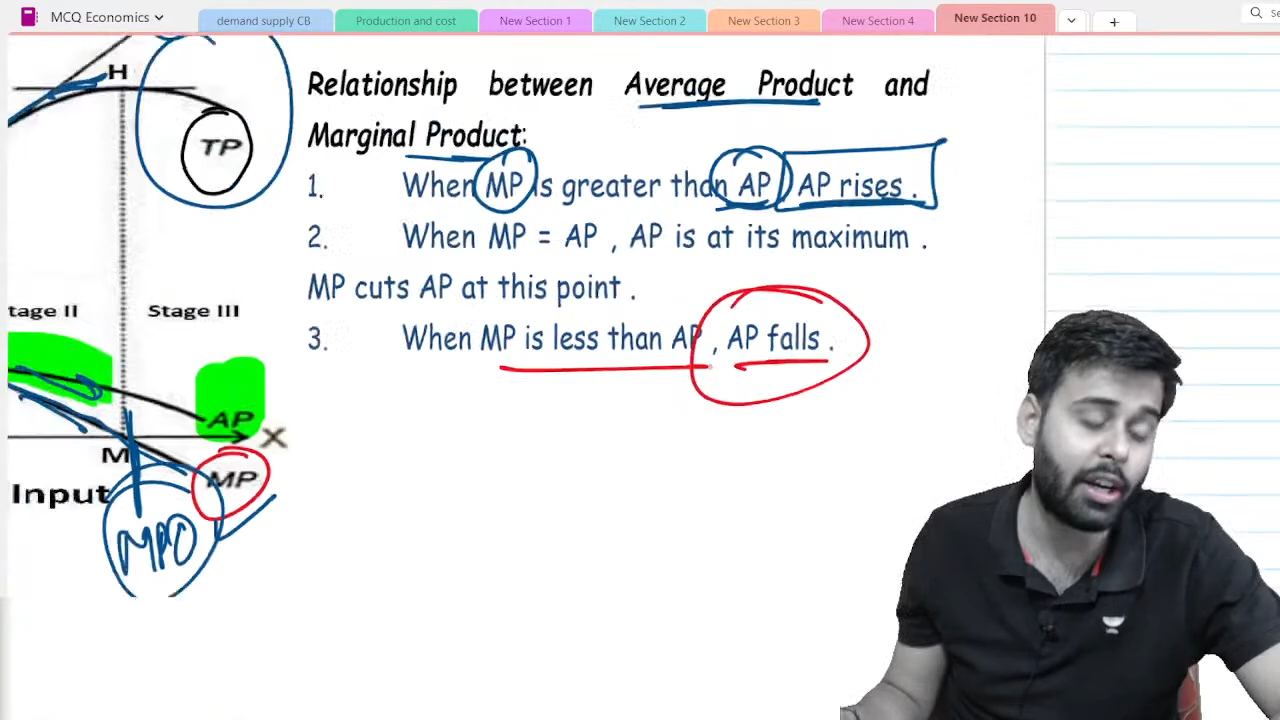 MCQ Economics
demand supply CB
Production and cost
New Section 1
New Section 2
New Section 3
New Section 4
New Section 10
H
TP
tage II
Stage III
AP
X
M
MP
Input
MPO
Relationship between Average Product and
Marginal Product:
1. When MP is greater than AP AP rises .
2. When MP = AP , AP is at its maximum .
MP cuts AP at this point .
3. When MP is less than AP , AP falls .